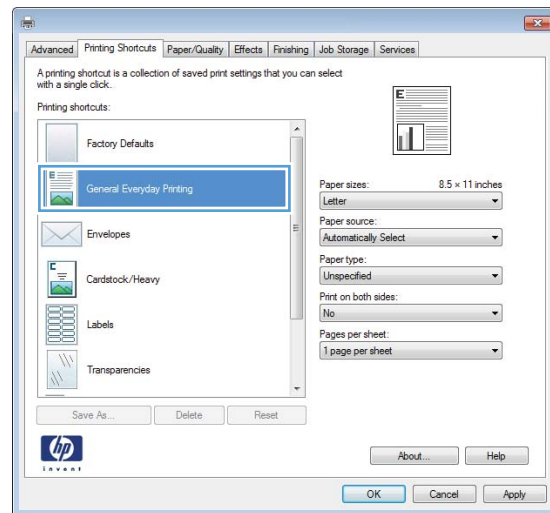 Advanced Printing Shortcuts Paper/Quality Effects Finishing Job Storage Services
A printing shortcut is a collection of saved print settings that you can select
with a single click.
Printing shortcuts:
Factory Defaults
General Everyday Printing
Envelopes
Cardstock/Heavy
Labels
Transparencies
Save As... Delete Reset
E
Paper sizes: 8.5 × 11 inches
Letter
Paper source:
Automatically Select
Paper type:
Unspecified
Print on both sides:
No
Pages per sheet:
1 page per sheet
hp
invent
About... Help
OK Cancel Apply